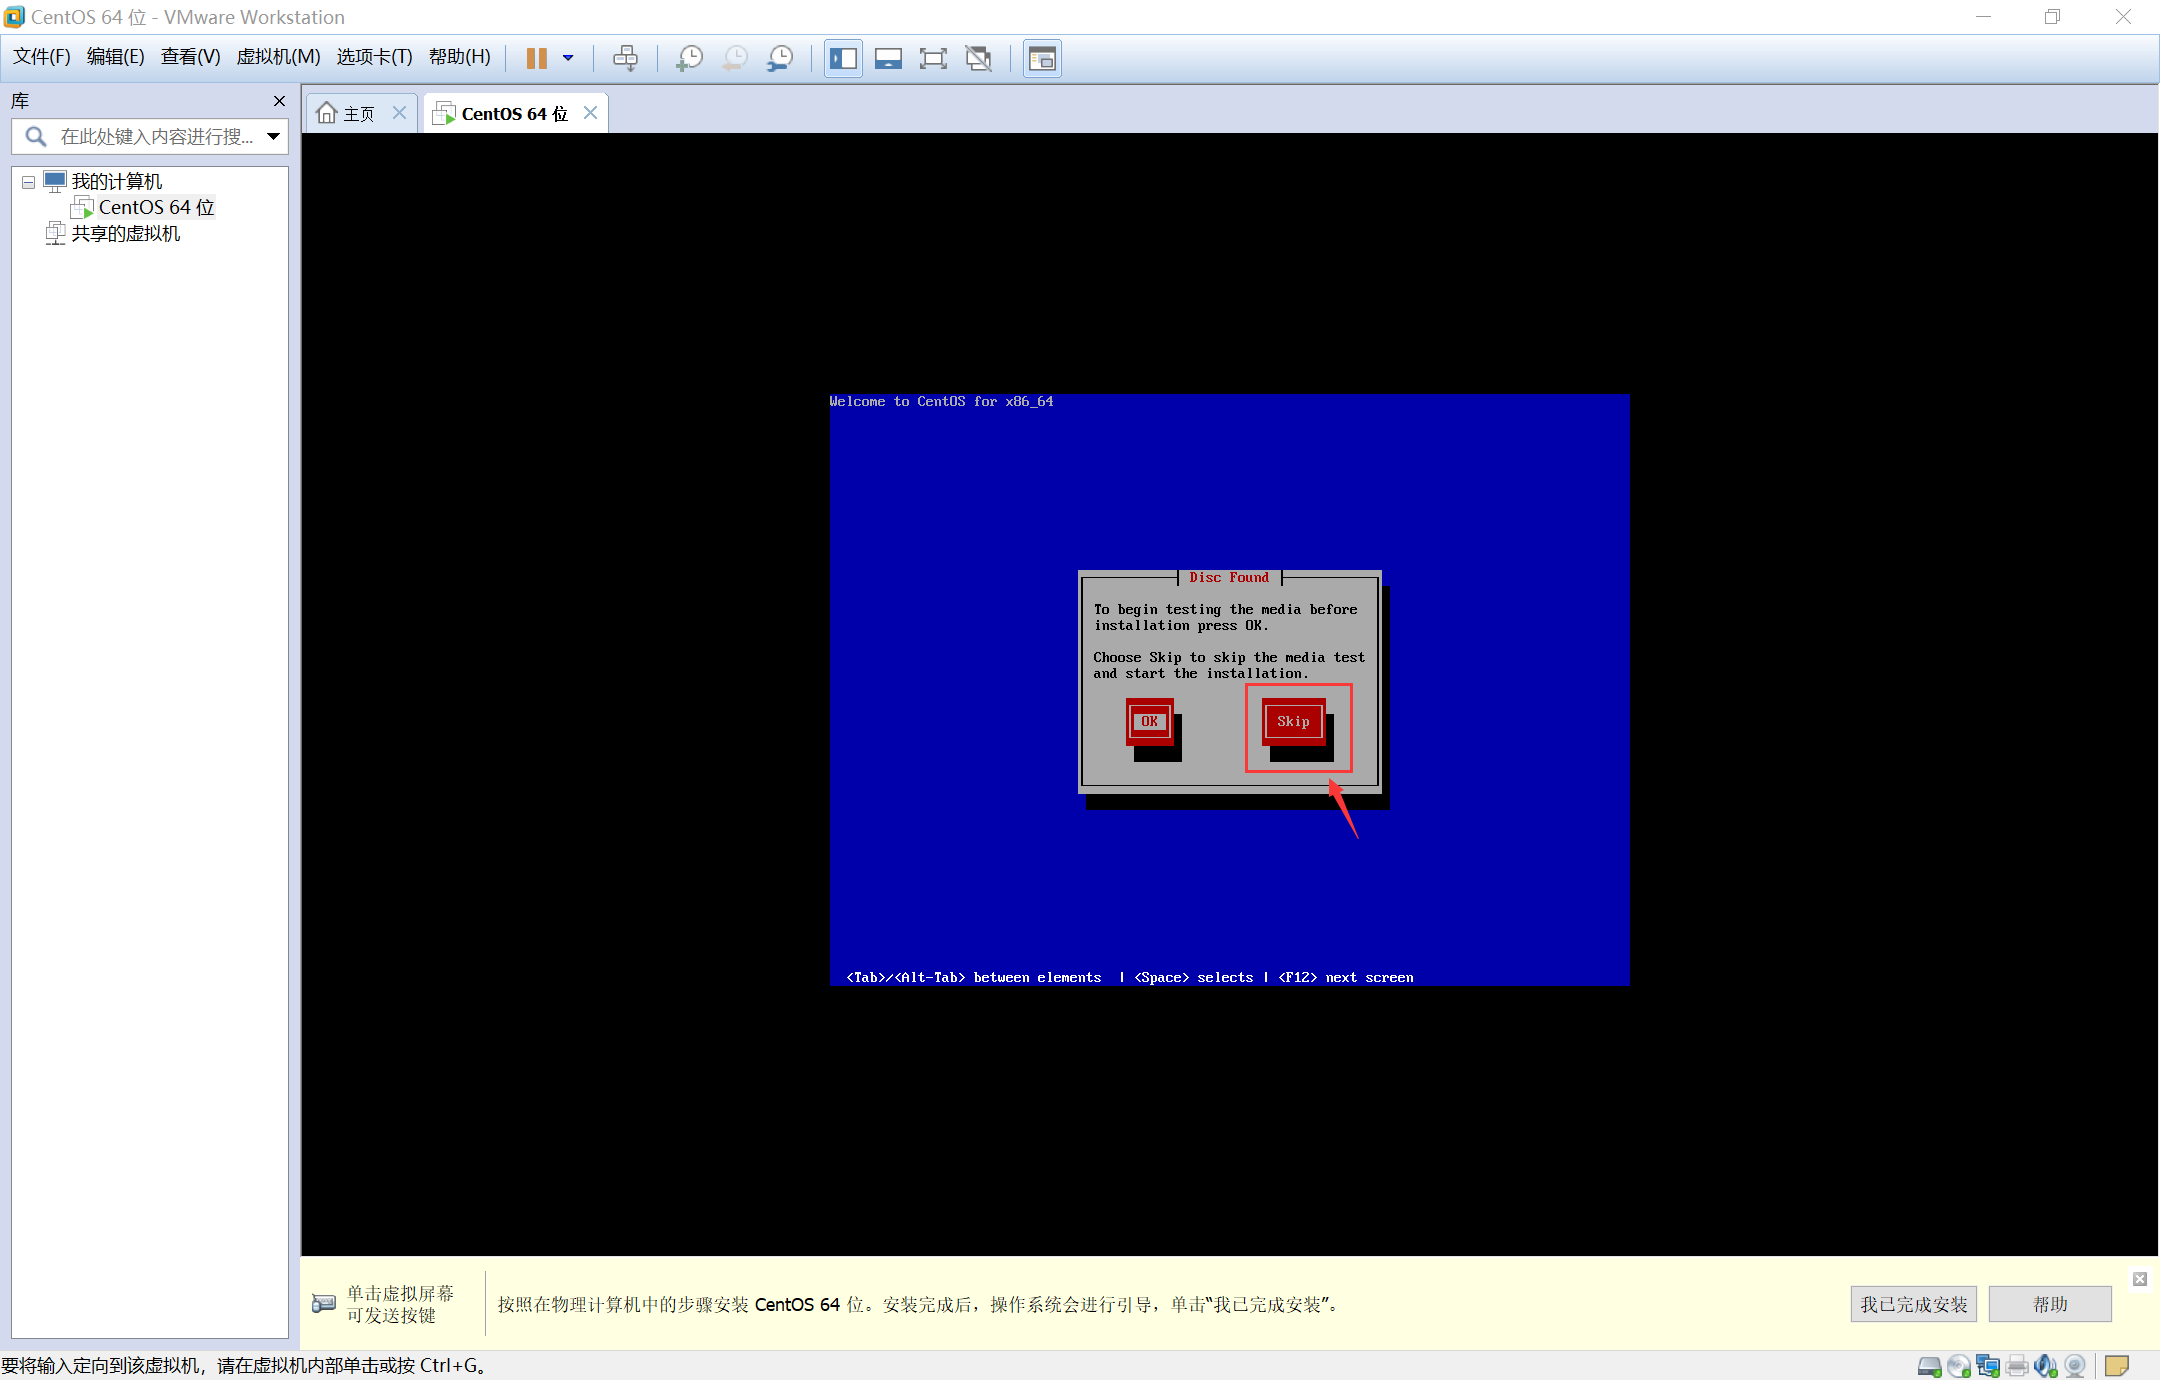 CentOS 64 位 - VMware Workstation
文件(F) 编辑(E) 查看(V) 虚拟机(M) 选项卡(T) 帮助(H)
库
在此处键入内容进行搜...
我的计算机
CentOS 64 位
共享的虚拟机
主页
CentOS 64 位
Welcome to CentOS for x86_64
Disc Found
To begin testing the media before
installation press OK.
Choose Skip to skip the media test
and start the installation.
OK
Skip
<Tab>/<Alt-Tab> between elements | <Space> selects | <F12> next screen
单击虚拟屏幕
可发送按键
按照在物理计算机中的步骤安装 CentOS 64 位。安装完成后，操作系统会进行引导，单击“我已完成安装”。
我已完成安装
帮助
要将输入定向到该虚拟机，请在虚拟机内部单击或按 Ctrl+G。